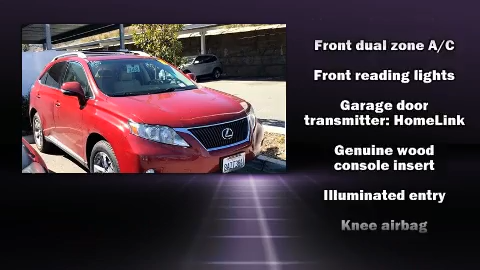 Front dual zone A/C
Front reading lights
Garage door
transmitter: HomeLink
Genuine wood
console insert
Illuminated entry
Knee airbag